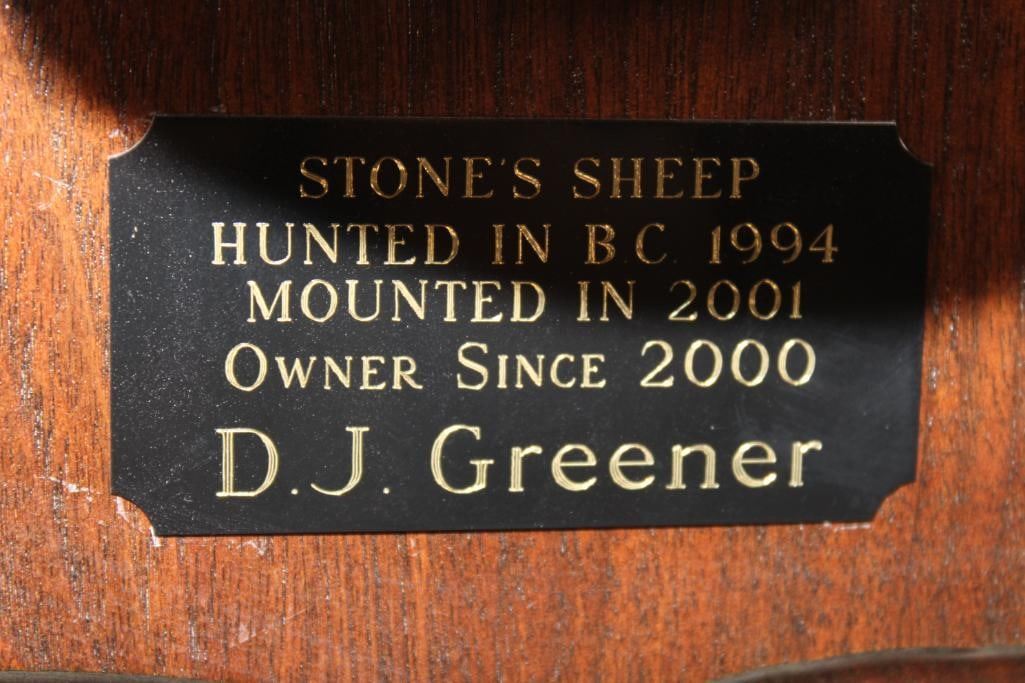 STONE'S SHEEP
HUNTED IN B.C. 1994
MOUNTED IN 2001
OWNER SINCE 2000
D.J. Greener